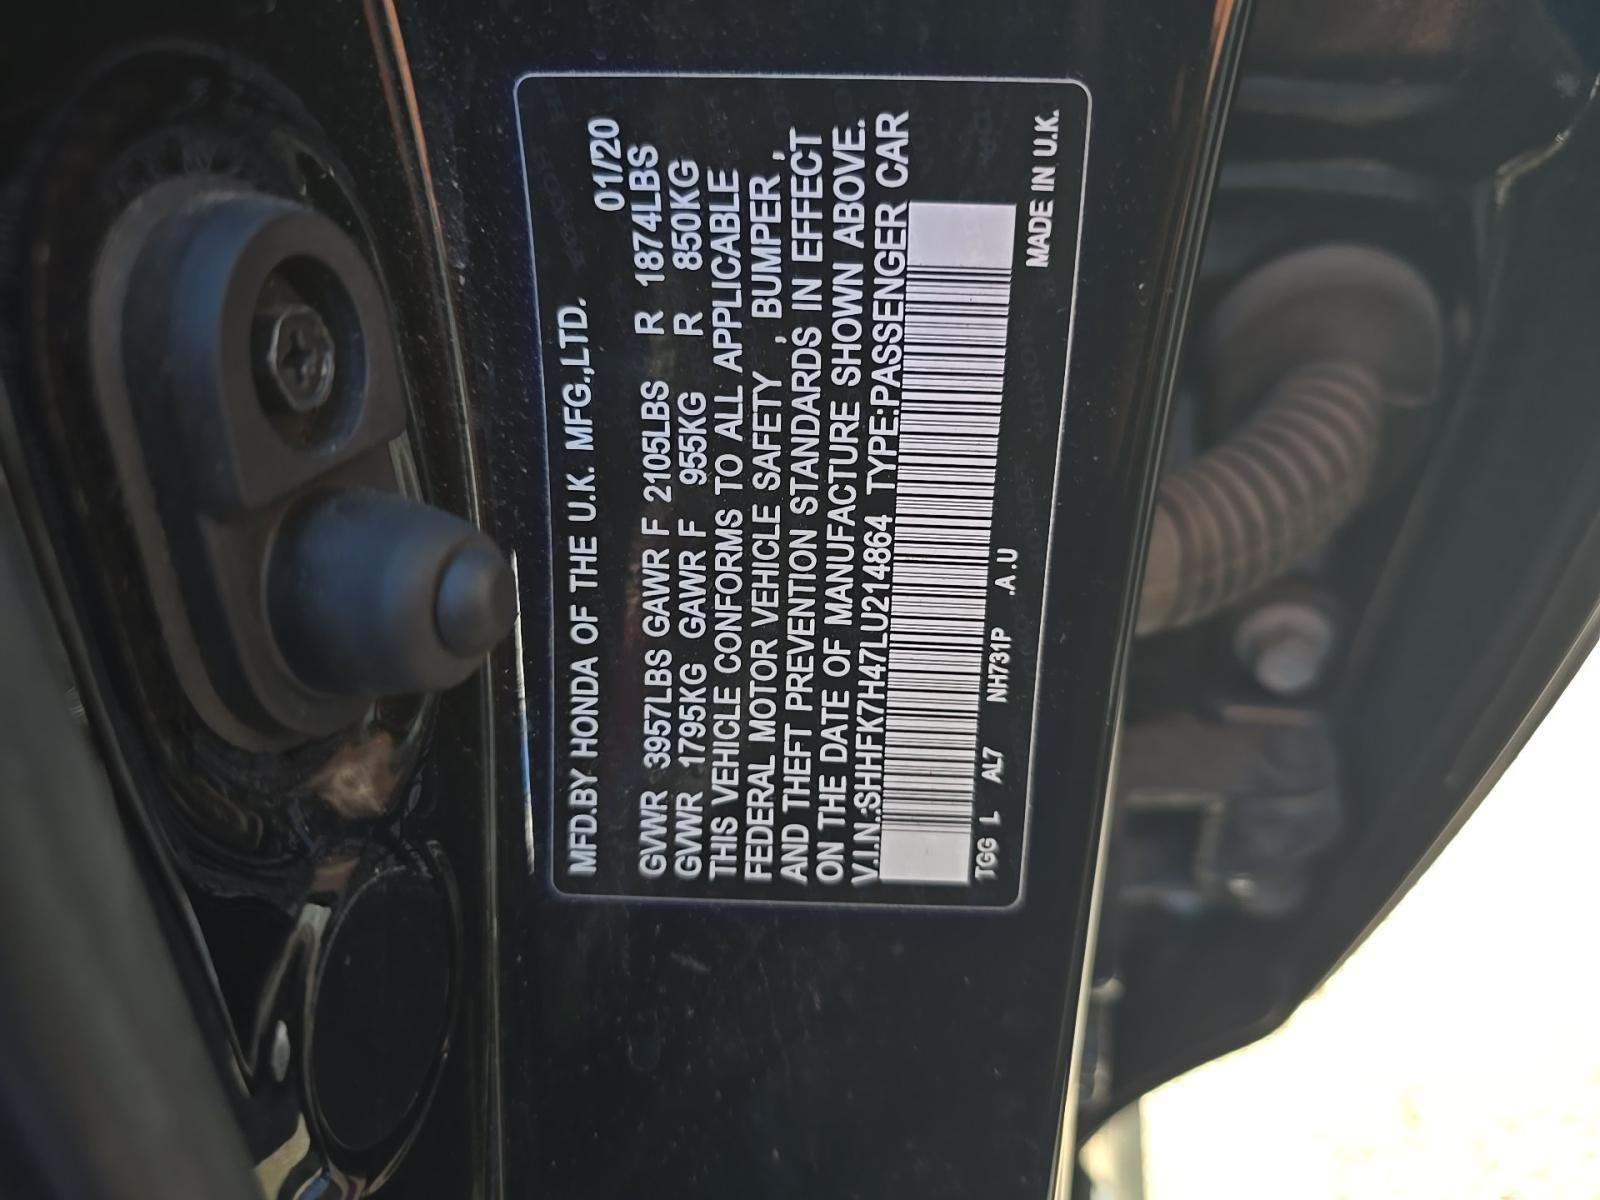 MFD.BY HONDA OF THE U.K. MFG.,LTD.
01/20
GVWR 3957LBS GAWR F 2105LBS R 1874LBS
GVWR 1795KG GAWR F 955KG R 850KG
THIS VEHICLE CONFORMS TO ALL APPLICABLE
FEDERAL MOTOR VEHICLE SAFETY , BUMPER ,
AND THEFT PREVENTION STANDARDS IN EFFECT
ON THE DATE OF MANUFACTURE SHOWN ABOVE.
V.I.N.:SHHFK7H47LU214864 TYPE:PASSENGER CAR
TGG L AL7 NH731P .A.U
MADE IN U.K.